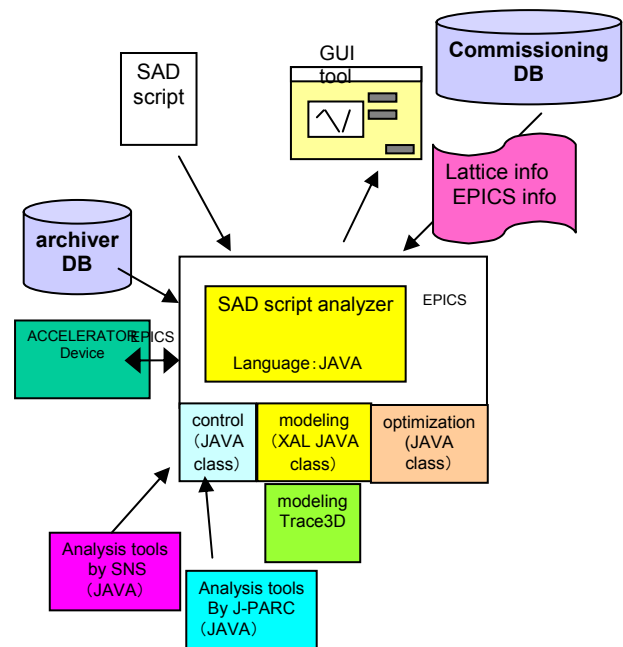 SAD
script
GUI
tool
Commissioning
DB
Lattice info
EPICS info
archiver
DB
SAD script analyzer
Language：JAVA
EPICS
ACCELERATOR
Device
EPICS
control
（JAVA
class）
modeling
（XAL JAVA
class）
optimization
(JAVA
class）
modeling
Trace3D
Analysis tools
by SNS
（JAVA）
Analysis tools
By J-PARC
（JAVA）